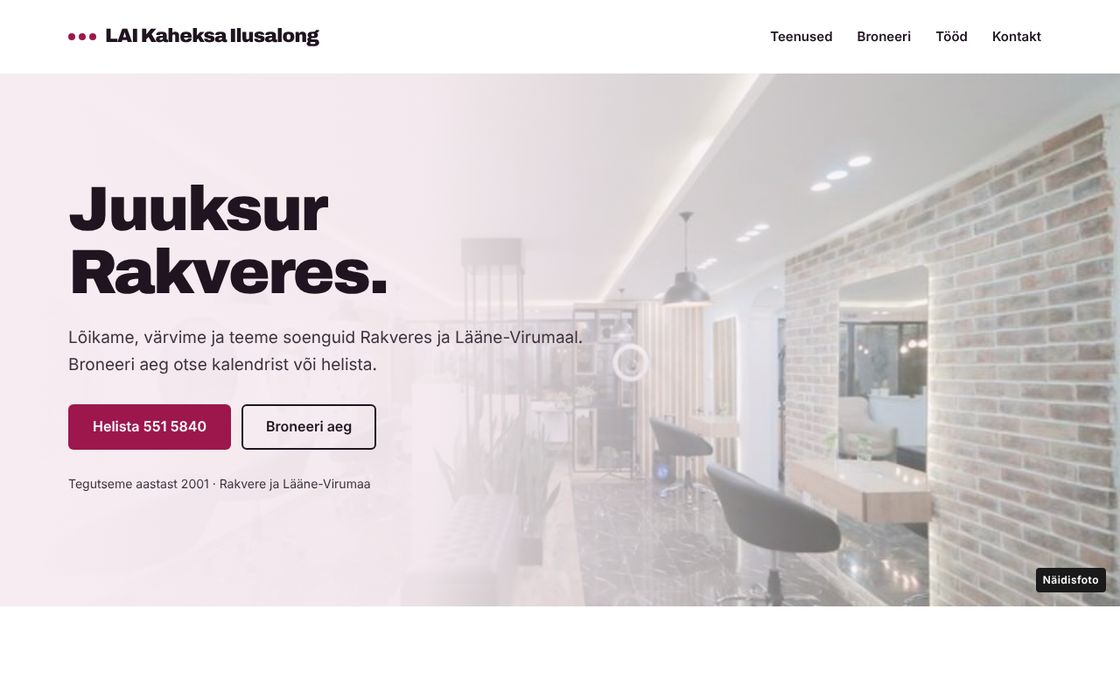 LAI Kaheksa Ilusalong
Teenused
Broneeri
Tööd
Kontakt
Juuksur
Rakveres.
Lõikame, värvime ja teeme soenguid Rakveres ja Lääne-Virumaal.
Broneeri aeg otse kalendrist või helista.
Helista 551 5840
Broneeri aeg
Tegutseme aastast 2001 · Rakvere ja Lääne-Virumaa
Näidisfoto